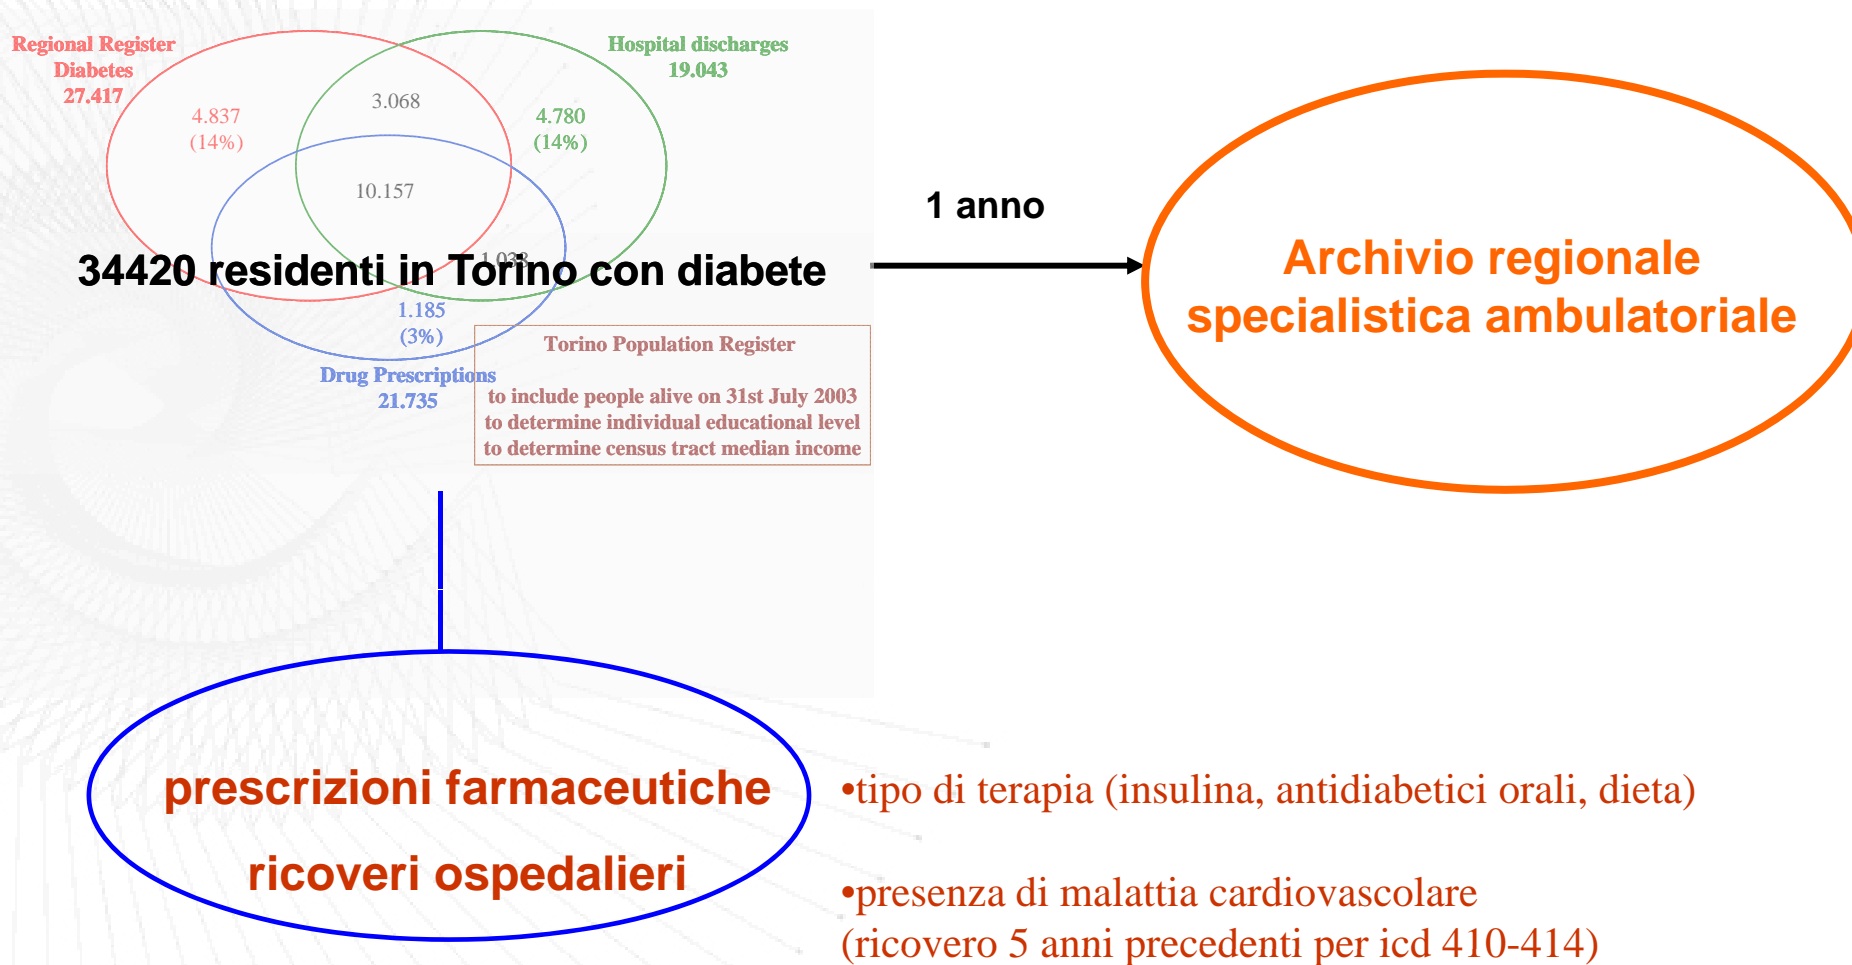 Regional Register
Diabetes
27.417
Hospital discharges
19.043
4.837
(14%)
3.068
4.780
(14%)
10.157
1.038
34420 residenti in Torino con diabete
1.185
(3%)
Drug Prescriptions
21.735
Torino Population Register
to include people alive on 31st July 2003
to determine individual educational level
to determine census tract median income
1 anno
Archivio regionale
specialistica ambulatoriale
prescrizioni farmaceutiche
ricoveri ospedalieri
•tipo di terapia (insulina, antidiabetici orali, dieta)
•presenza di malattia cardiovascolare
(ricovero 5 anni precedenti per icd 410-414)